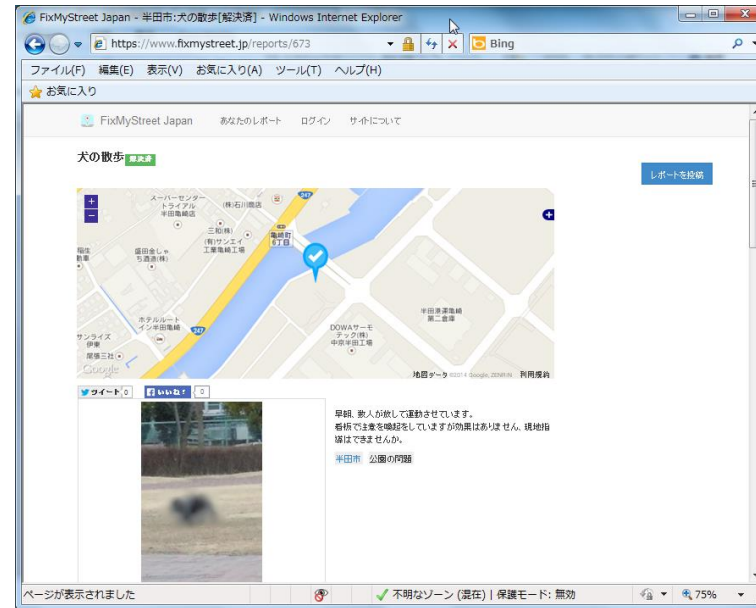 FixMyStreet Japan - 半田市:犬の散歩[解決済] - Windows Internet Explorer
https://www.fixmystreet.jp/reports/673
Bing
ファイル(F) 編集(E) 表示(V) お気に入り(A) ツール(T) ヘルプ(H)
お気に入り
FixMyStreet Japan あなたのレポート ログイン サイトについて
犬の散歩 解決済
レポートを投稿
スーパーセンター
トライアル
半田亀崎店
(株)石川商店
247
三和(株)
(有)サンエイ
工業亀崎工場
亀崎町
6丁目
盛田金しゃ
ち酒造(株)
ホテルルート
イン半田亀崎
247
サンライズ
伊東
尾張三社
半田港運亀崎
第二倉庫
DOWAサーモ
テック(株)
中京半田工場
Google
地図データ ©2014 Google, ZENRIN 利用規約
ツイート 0 いいね! 0
早朝、数人が放して運動させています。
看板で注意を喚起をしていますが効果はありません、現地指
導はできませんか。
半田市 公園の問題
ページが表示されました
不明なゾーン (混在) | 保護モード: 無効
75%